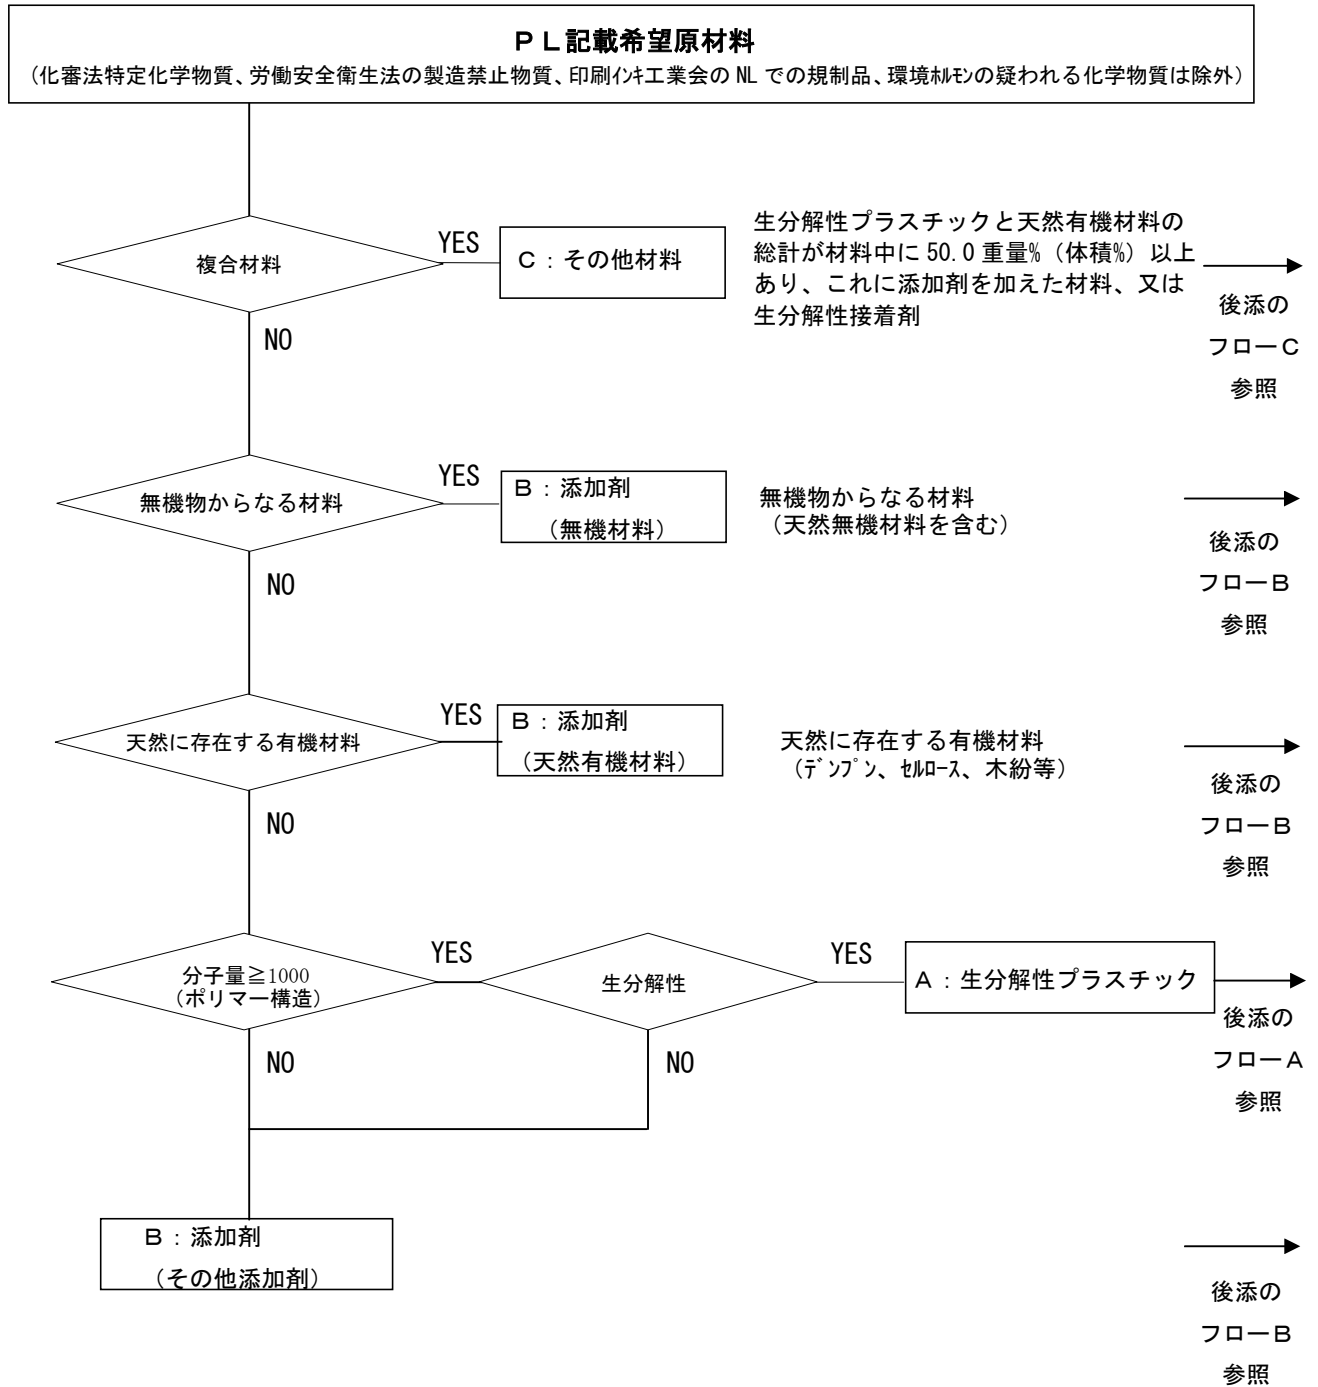 ＰＬ記載希望原材料
(化審法特定化学物質、労働安全衛生法の製造禁止物質、印刷ｲﾝｷ工業会の NL での規制品、環境ﾎﾙﾓﾝの疑われる化学物質は除外)
複合材料
YES
Ｃ：その他材料
生分解性プラスチックと天然有機材料の
総計が材料中に 50.0 重量%（体積%）以上
あり、これに添加剤を加えた材料、又は
生分解性接着剤
後添の
フローＣ
参照
NO
無機物からなる材料
YES
Ｂ：添加剤
（無機材料）
無機物からなる材料
（天然無機材料を含む）
後添の
フローＢ
参照
NO
天然に存在する有機材料
YES
Ｂ：添加剤
（天然有機材料）
天然に存在する有機材料
（ﾃﾞﾝﾌﾟﾝ、ｾﾙﾛｰｽ、木紛等）
後添の
フローＢ
参照
NO
分子量≧1000
(ポリマー構造)
YES
生分解性
YES
Ａ：生分解性プラスチック
後添の
フローＡ
参照
NO
NO
Ｂ：添加剤
（その他添加剤）
後添の
フローＢ
参照